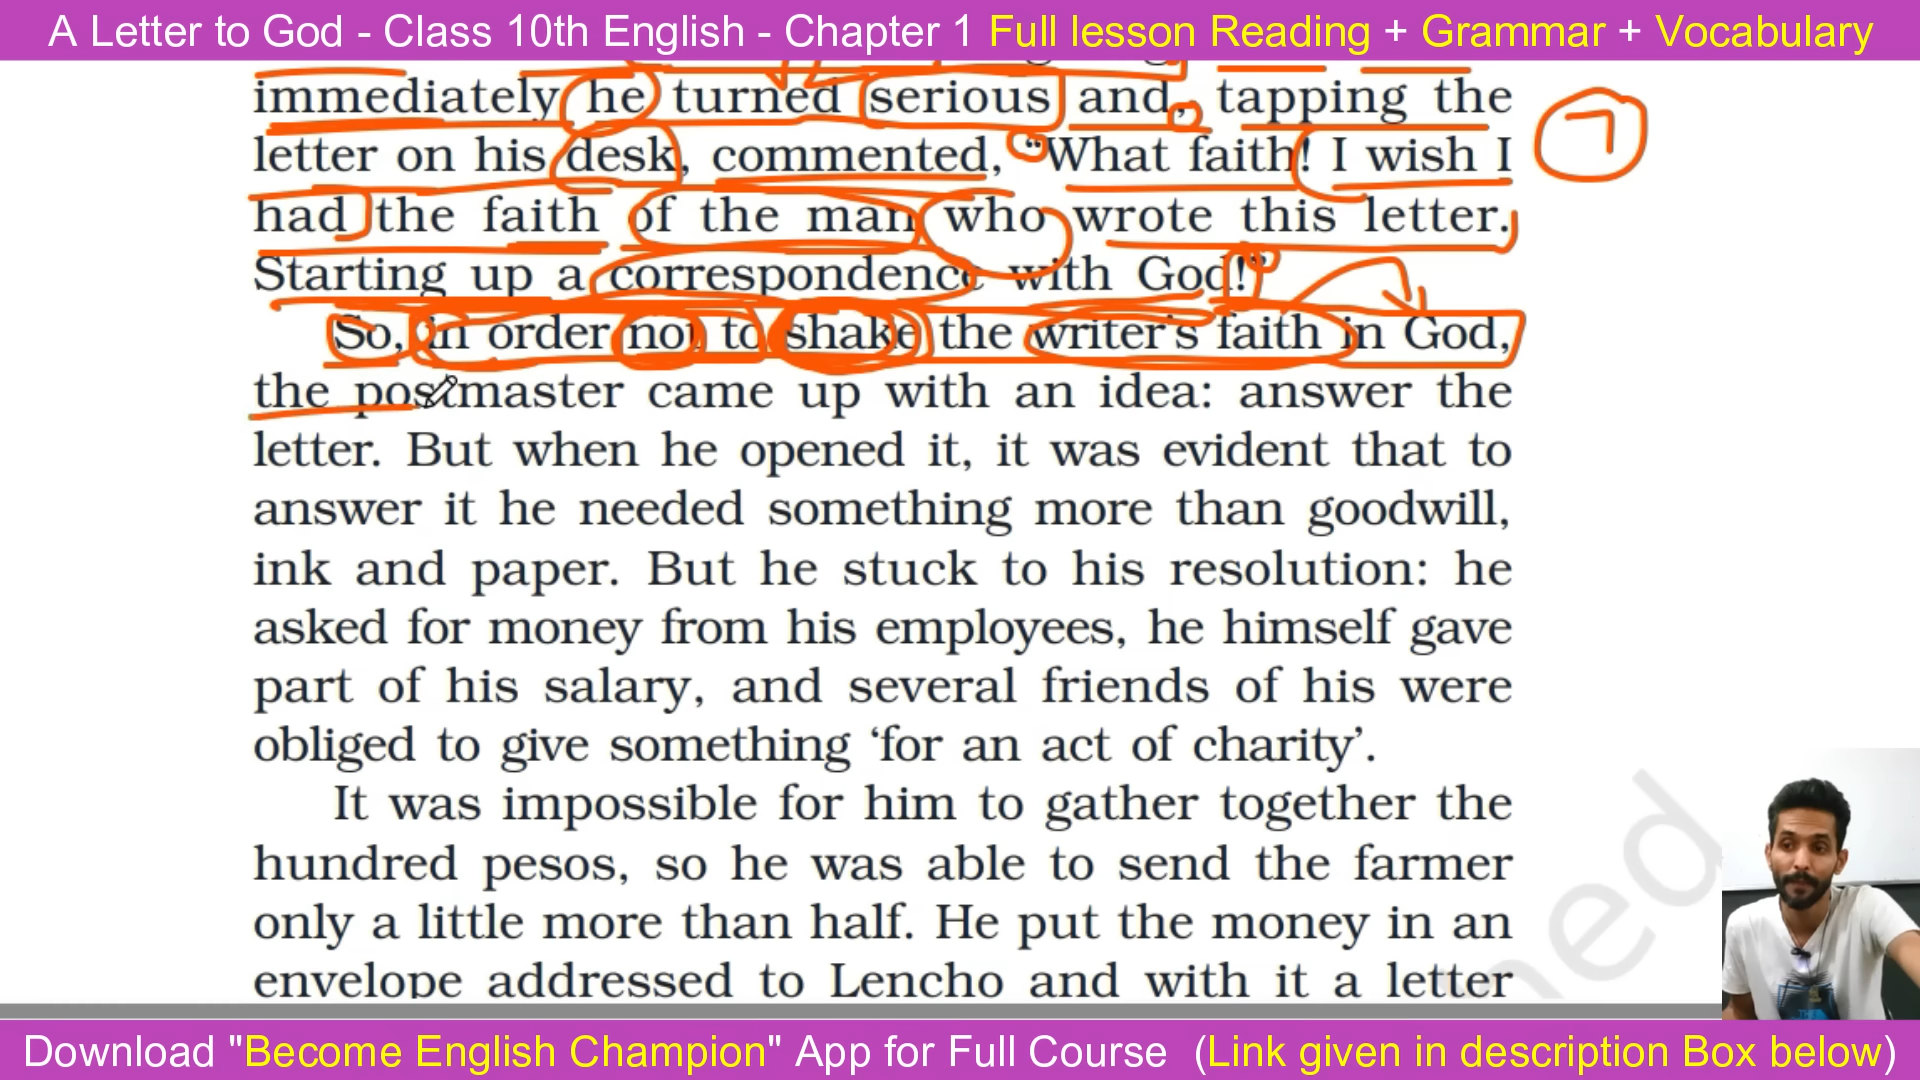 A Letter to God - Class 10th English - Chapter 1 Full lesson Reading + Grammar + Vocabulary
immediately he turned serious and, tapping the
letter on his desk, commented, “What faith! I wish I
had the faith of the man who wrote this letter.
Starting up a correspondence with God!”
So, in order not to shake the writer's faith in God,
the postmaster came up with an idea: answer the
letter. But when he opened it, it was evident that to
answer it he needed something more than goodwill,
ink and paper. But he stuck to his resolution: he
asked for money from his employees, he himself gave
part of his salary, and several friends of his were
obliged to give something ‘for an act of charity’.
It was impossible for him to gather together the
hundred pesos, so he was able to send the farmer
only a little more than half. He put the money in an
envelope addressed to Lencho and with it a letter
7
Download "Become English Champion" App for Full Course (Link given in description Box below)